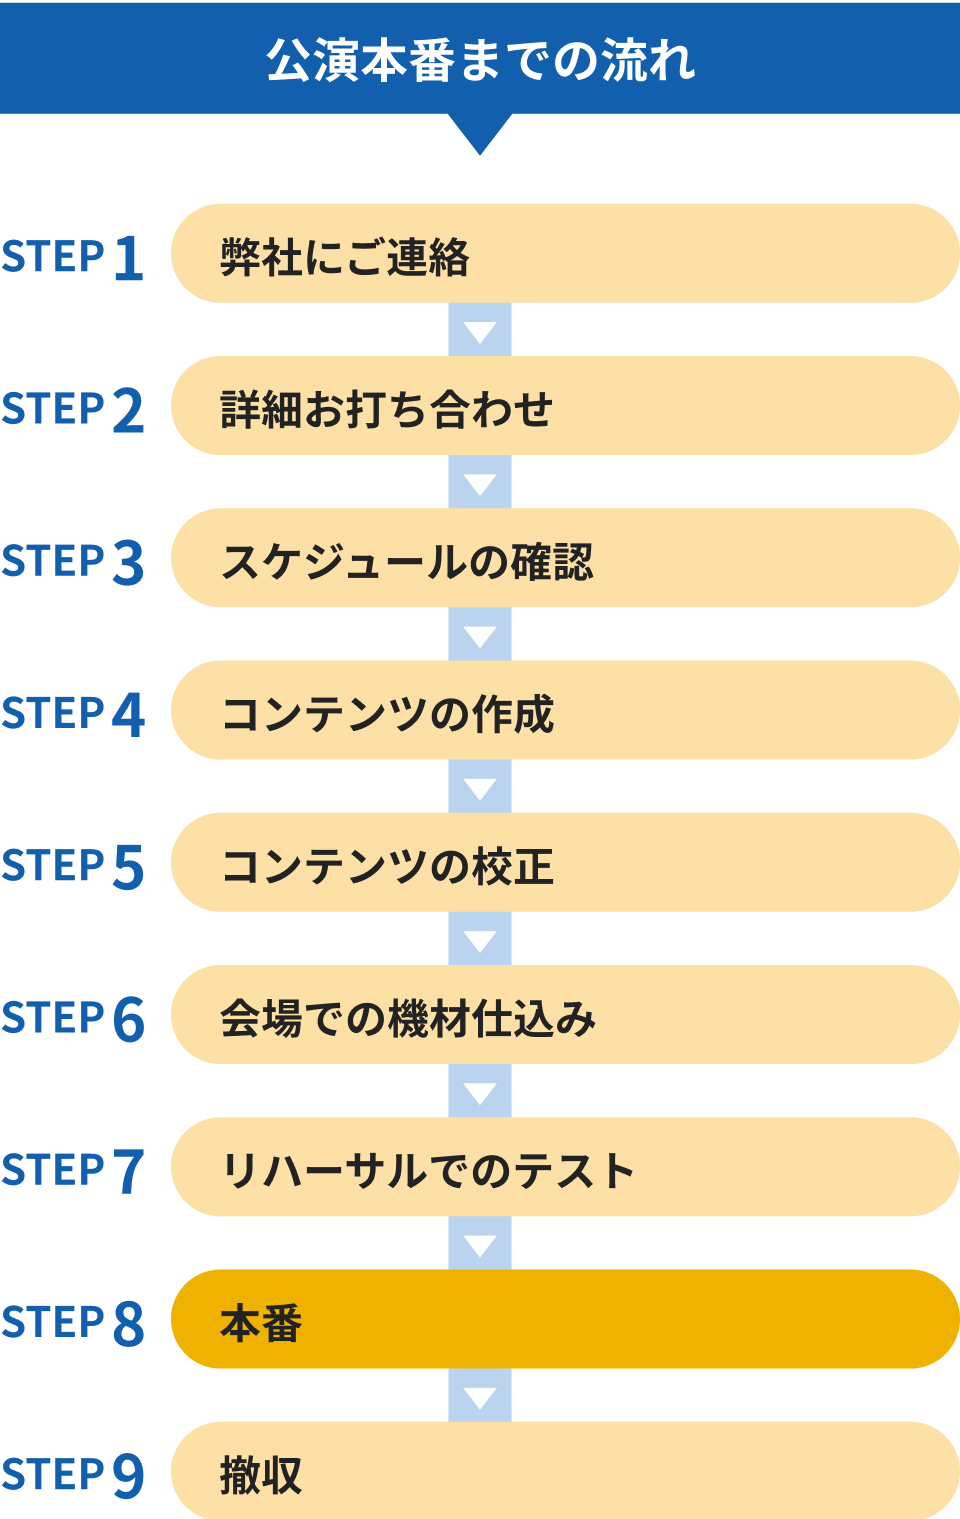 公演本番までの流れ
STEP 1 弊社にご連絡
STEP 2 詳細お打ち合わせ
STEP 3 スケジュールの確認
STEP 4 コンテンツの作成
STEP 5 コンテンツの校正
STEP 6 会場での機材仕込み
STEP 7 リハーサルでのテスト
STEP 8 本番
STEP 9 撤収